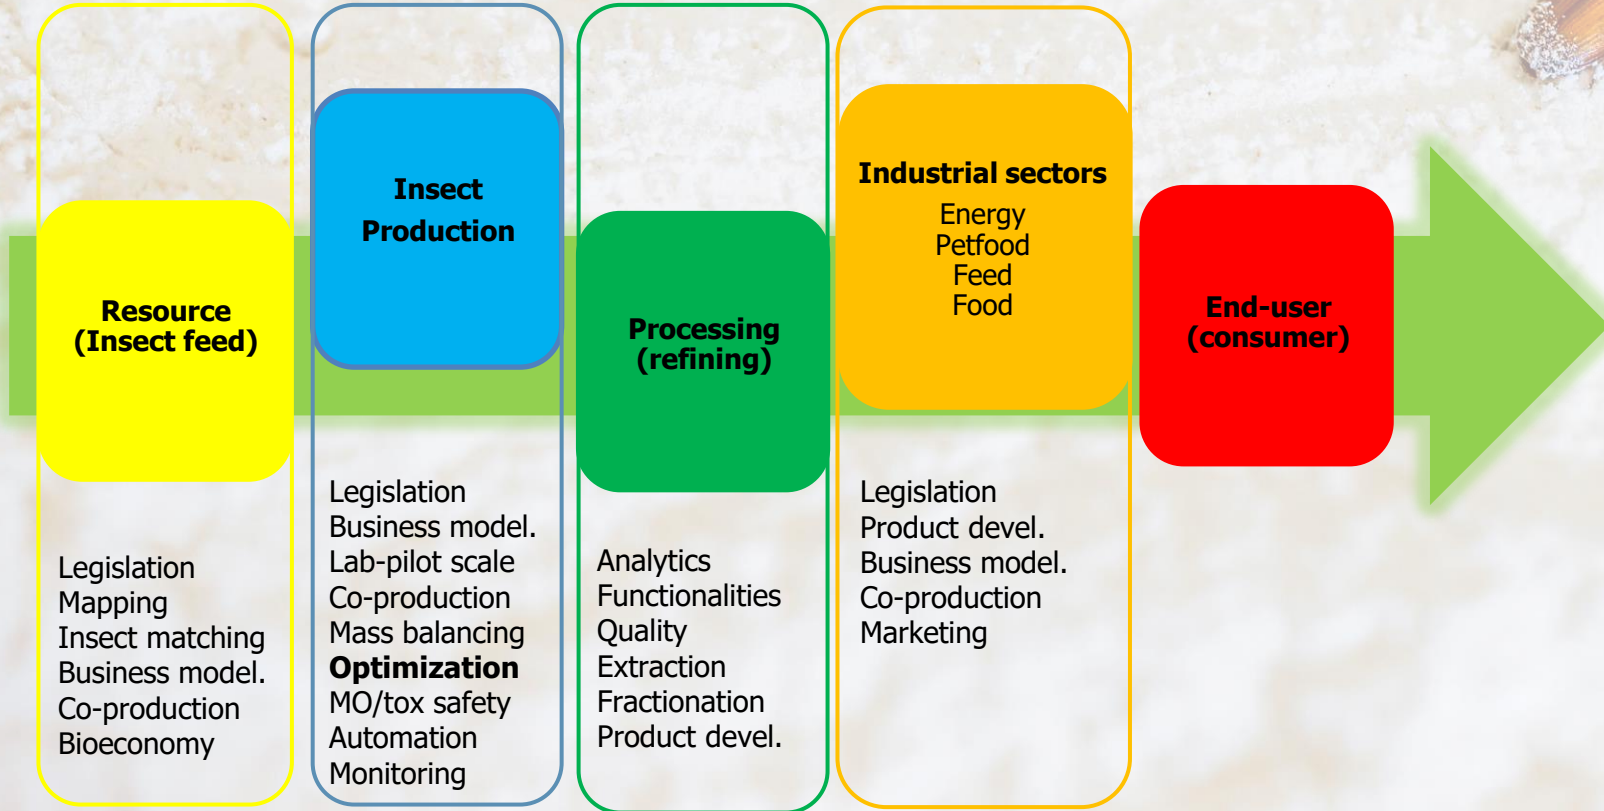 Resource
(Insect feed)
Legislation
Mapping
Insect matching
Business model.
Co-production
Bioeconomy
Insect
Production
Legislation
Business model.
Lab-pilot scale
Co-production
Mass balancing
Optimization
MO/tox safety
Automation
Monitoring
Processing
(refining)
Analytics
Functionalities
Quality
Extraction
Fractionation
Product devel.
Industrial sectors
Energy
Petfood
Feed
Food
Legislation
Product devel.
Business model.
Co-production
Marketing
End-user
(consumer)